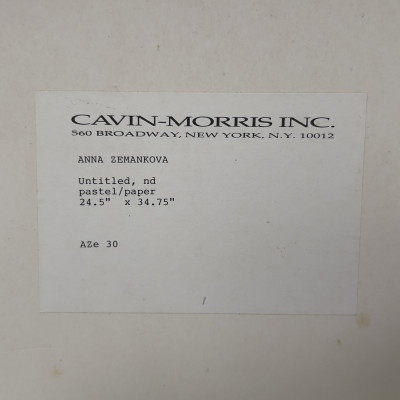 CAVIN-MORRIS INC.
560 BROADWAY, NEW YORK, N.Y. 10012
ANNA ZEMANKOVA
Untitled, nd
pastel/paper
24.5" x 34.75"
AZe 30